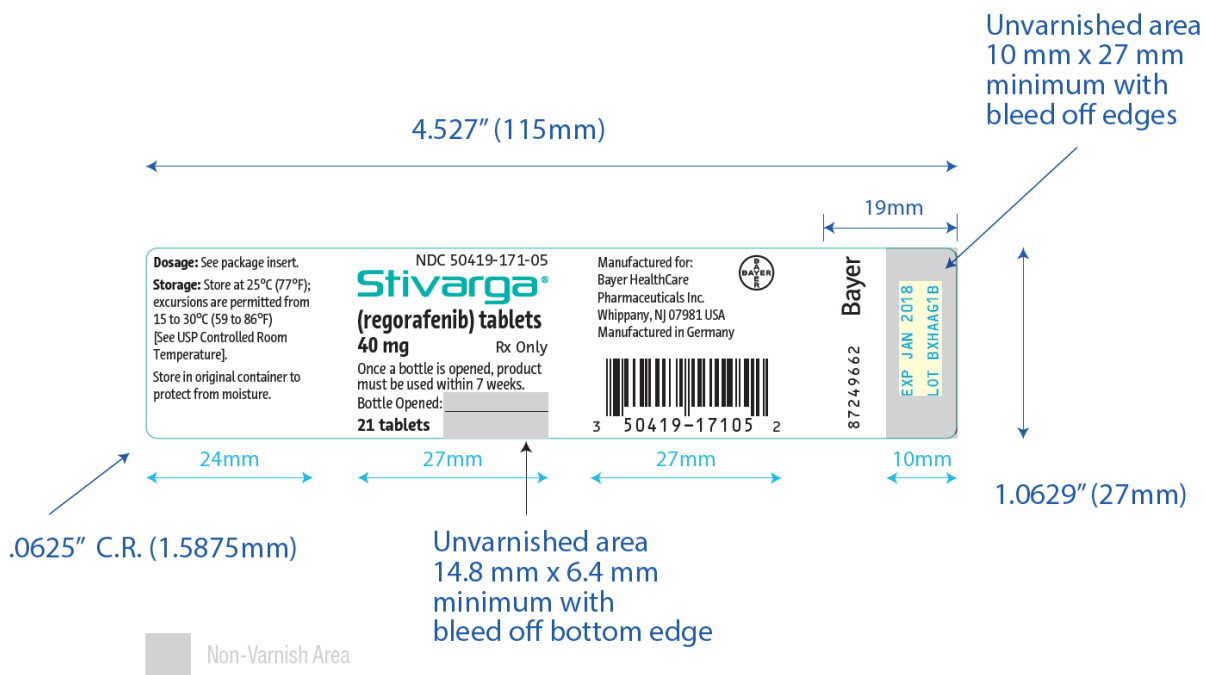 Unvarnished area
10 mm x 27 mm
minimum with
bleed off edges
4.527” (115mm)
19mm
Dosage: See package insert.
Storage: Store at 25°C (77°F);
excursions are permitted from
15 to 30°C (59 to 86°F)
[See USP Controlled Room
Temperature].
Store in original container to
protect from moisture.
NDC 50419-171-05
Stivarga®
(regorafenib) tablets
40 mg Rx Only
Once a bottle is opened, product
must be used within 7 weeks.
Bottle Opened:
21 tablets
Manufactured for:
Bayer HealthCare
Pharmaceuticals Inc.
Whippany, NJ 07981 USA
Manufactured in Germany
BAYER
BAYER
3 50419-17105 2
87249662 Bayer
EXP JAN 2018
LOT BXHAAG1B
24mm
27mm
27mm
10mm
1.0629” (27mm)
.0625” C.R. (1.5875mm)
Unvarnished area
14.8 mm x 6.4 mm
minimum with
bleed off bottom edge
Non-Varnish Area